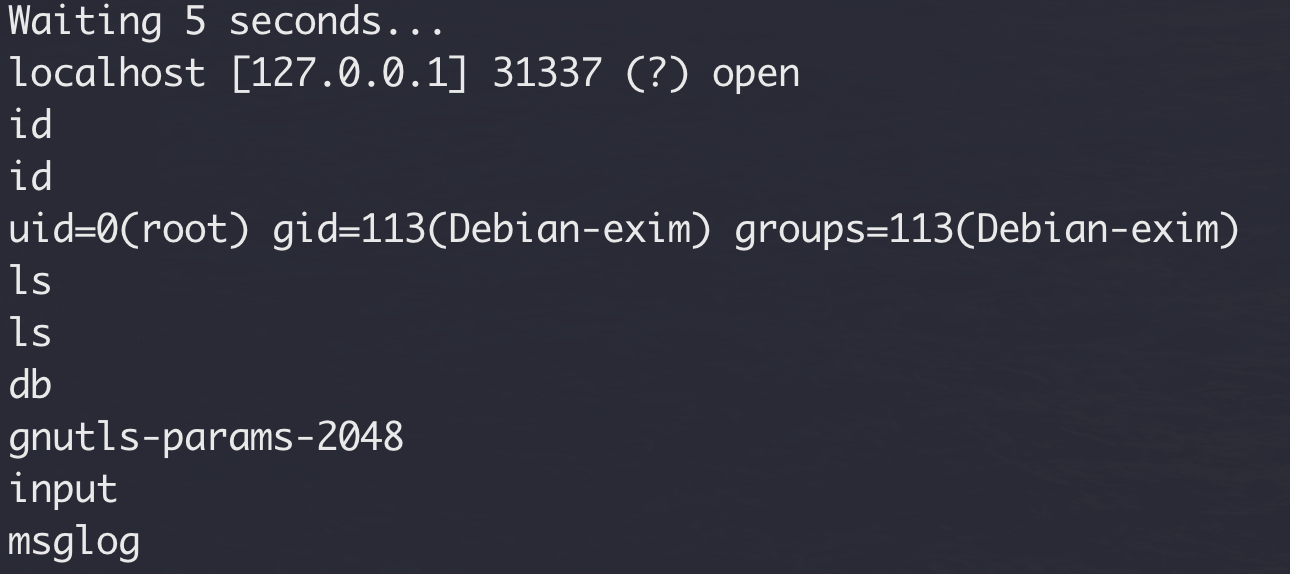 Waiting 5 seconds...
localhost [127.0.0.1] 31337 (?) open
id
id
uid=0(root) gid=113(Debian-exim) groups=113(Debian-exim)
ls
ls
db
gnutls-params-2048
input
msglog